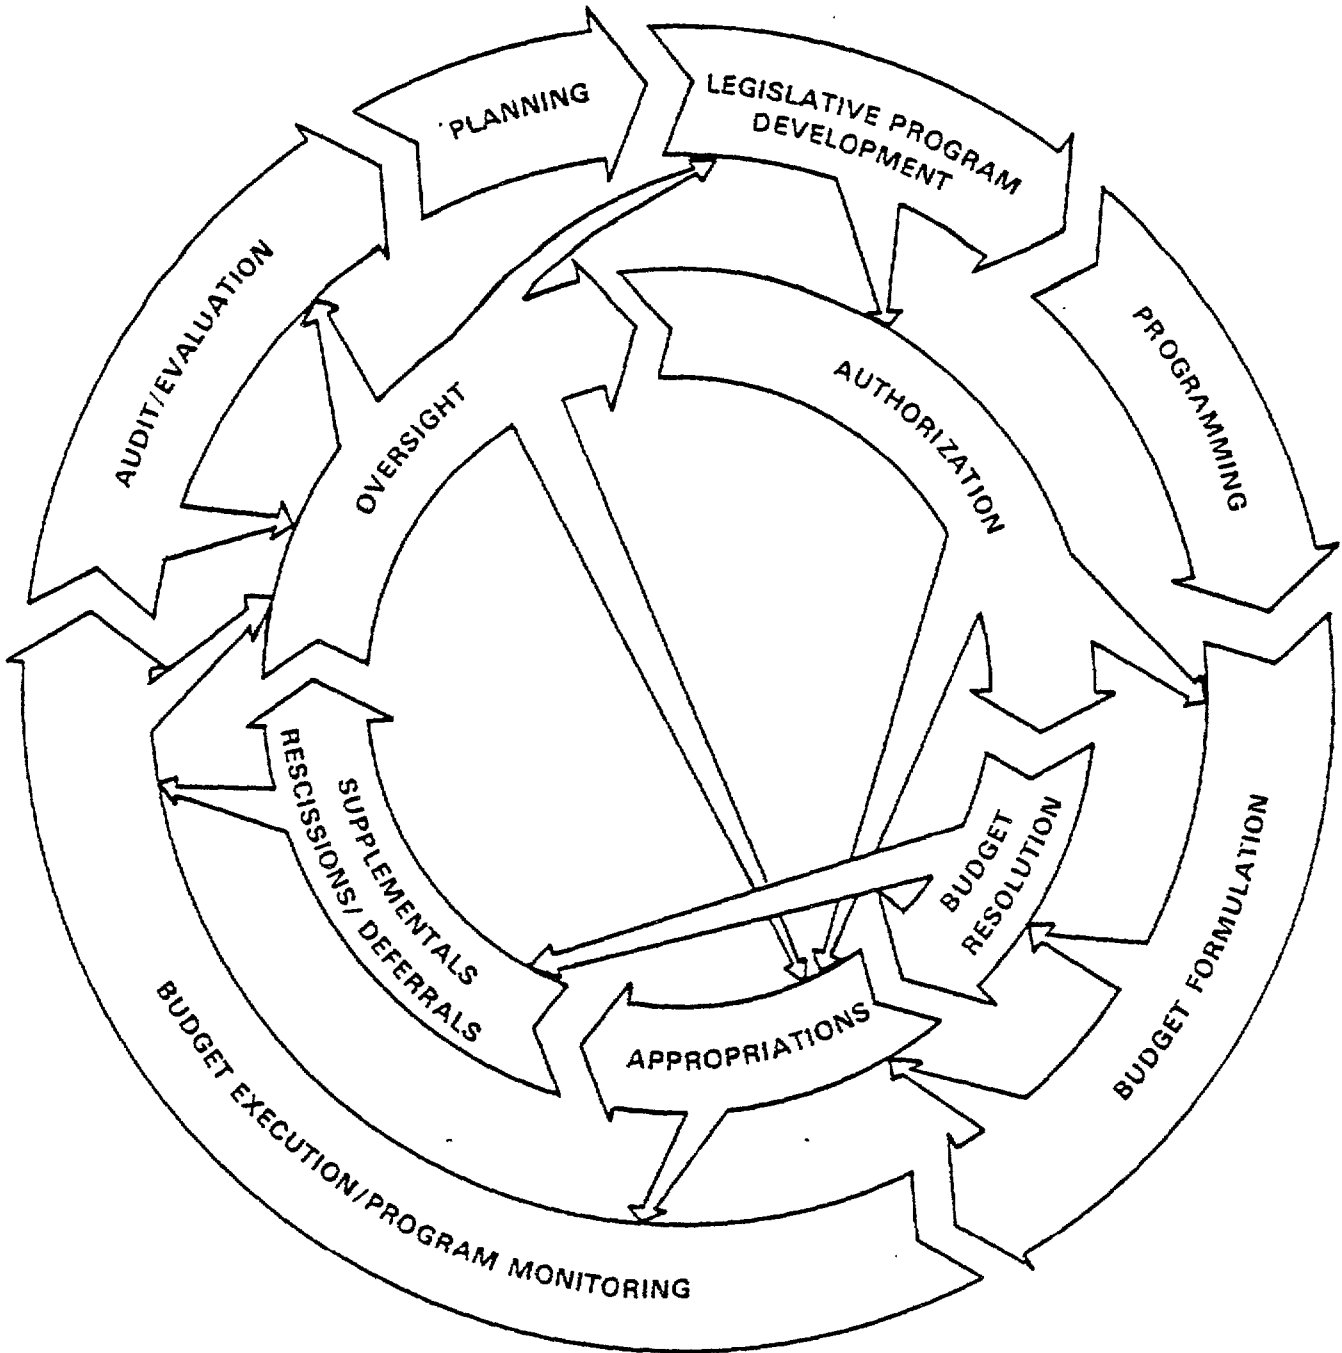 PLANNING
LEGISLATIVE PROGRAM
DEVELOPMENT
PROGRAMMING
BUDGET FORMULATION
BUDGET EXECUTION/PROGRAM MONITORING
AUDIT/EVALUATION
OVERSIGHT
AUTHORIZATION
BUDGET
RESOLUTION
APPROPRIATIONS
SUPPLEMENTALS
RESCISSIONS/DEFERRALS